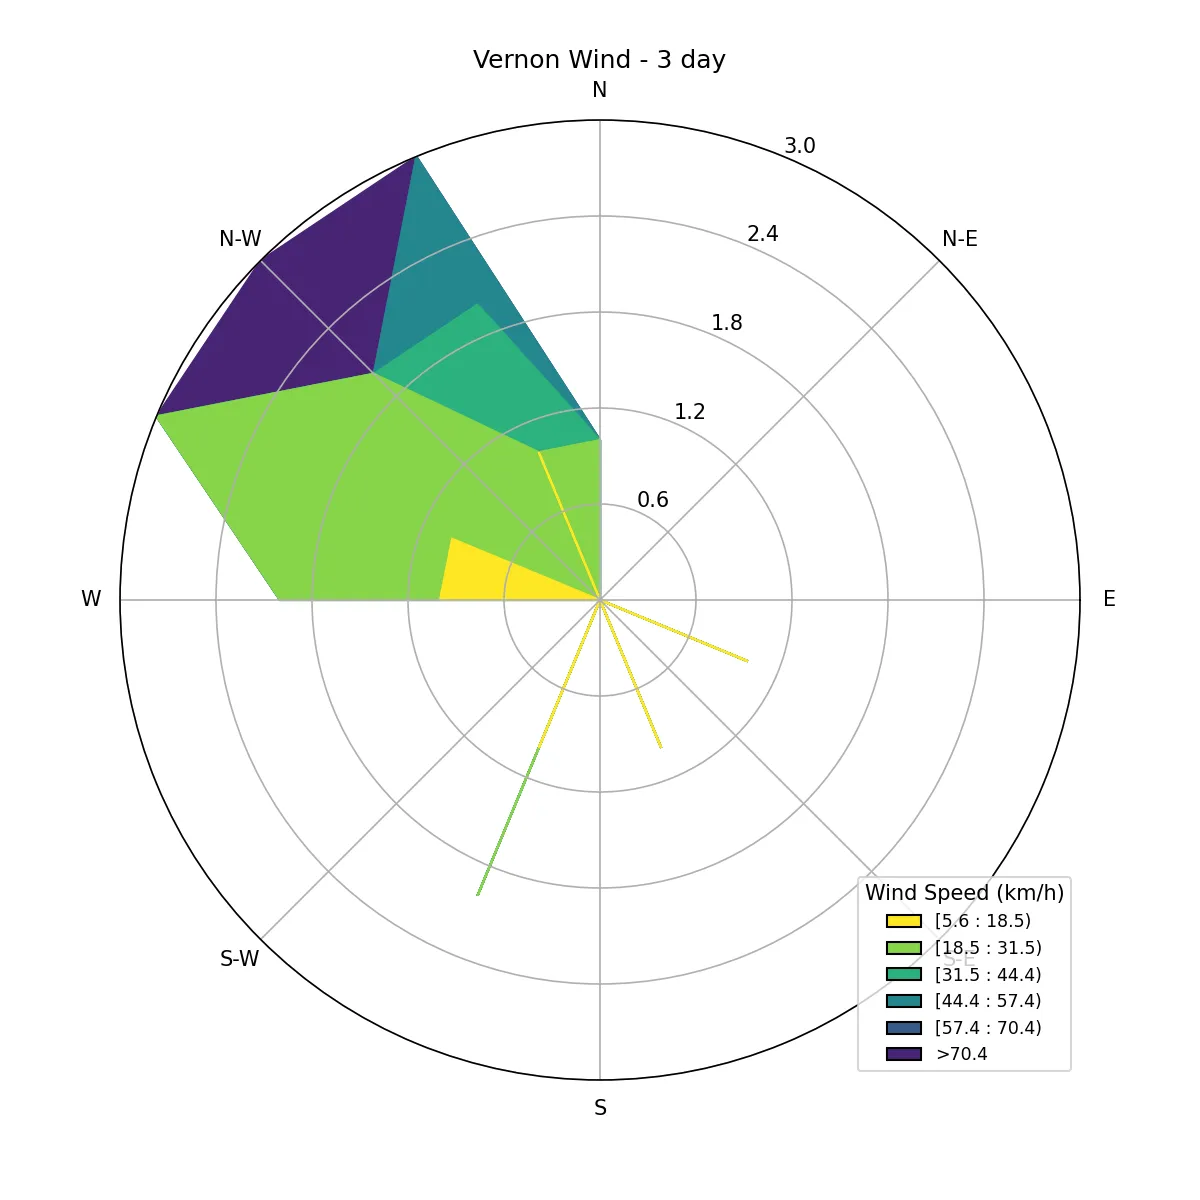 Vernon Wind - 3 day
N
3.0
N-W
2.4
N-E
1.8
1.2
0.6
W
E
S-W
S-E
S
Wind Speed (km/h)
[5.6 : 18.5)
[18.5 : 31.5)
[31.5 : 44.4)
[44.4 : 57.4)
[57.4 : 70.4)
>70.4